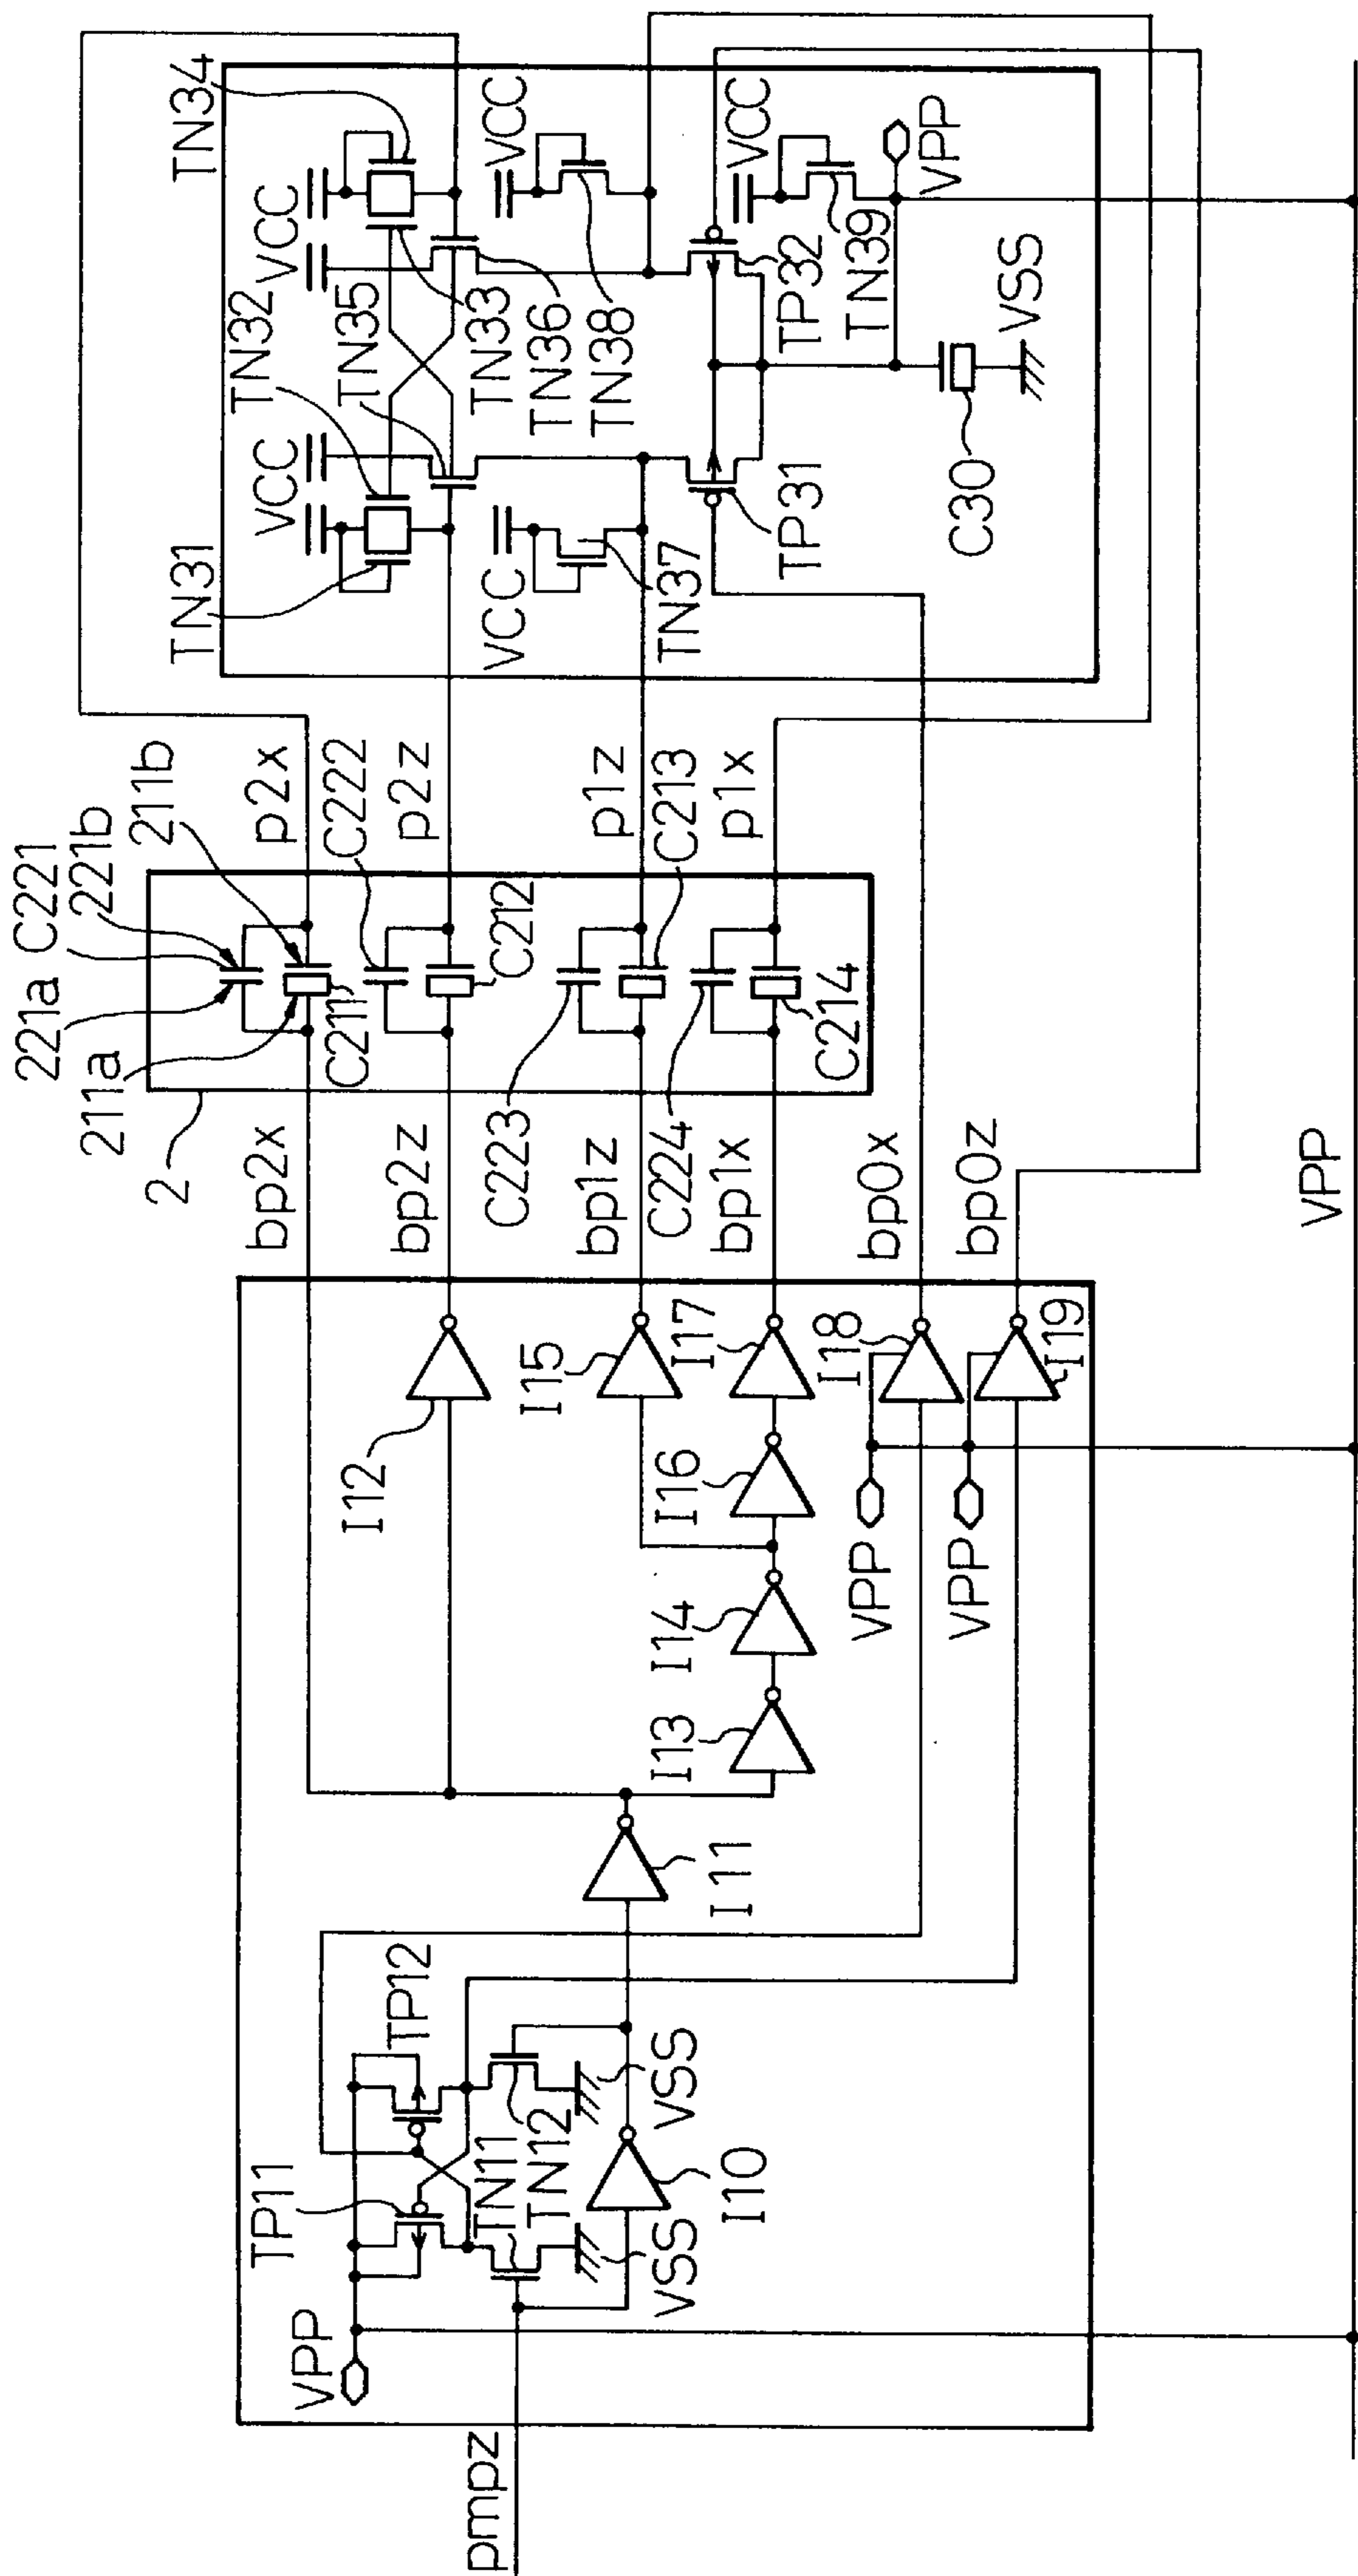 pmpz
VPP
TP11
TP12
TN11
TN12
VSS
VSS
I10
I11
I12
I13
I14
I15
I16
I17
I18
I19
VPP
VPP
bp2x
bp2z
bp1z
bp1x
bp0x
bp0z
2
211a
221a
C221
221b
211b
C211
C222
C212
C223
C213
C224
C214
p2x
p2z
p1z
p1x
TN31
VCC
TN32
VCC
TN34
TN35
TN33
TN36
TN38
VCC
VCC
TN37
TP31
TP32
VCC
TN39
VPP
C30
VSS
VPP